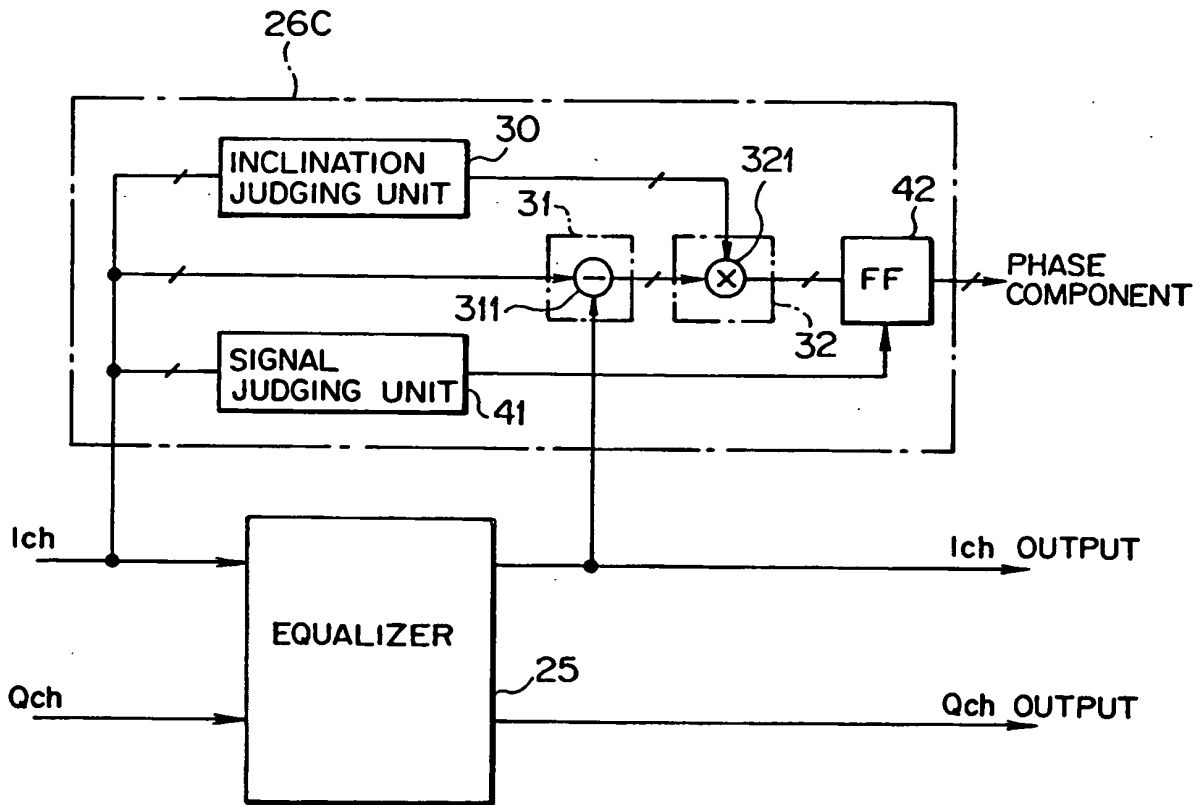 26C
INCLINATION
JUDGING UNIT
30
321
31
42
−
311
×
FF
PHASE
COMPONENT
32
SIGNAL
JUDGING UNIT
41
Ich
Ich OUTPUT
EQUALIZER
25
Qch
Qch OUTPUT